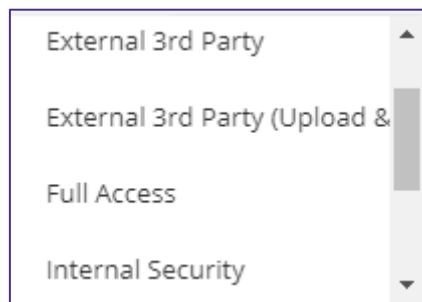 External 3rd Party
External 3rd Party (Upload &
Full Access
Internal Security